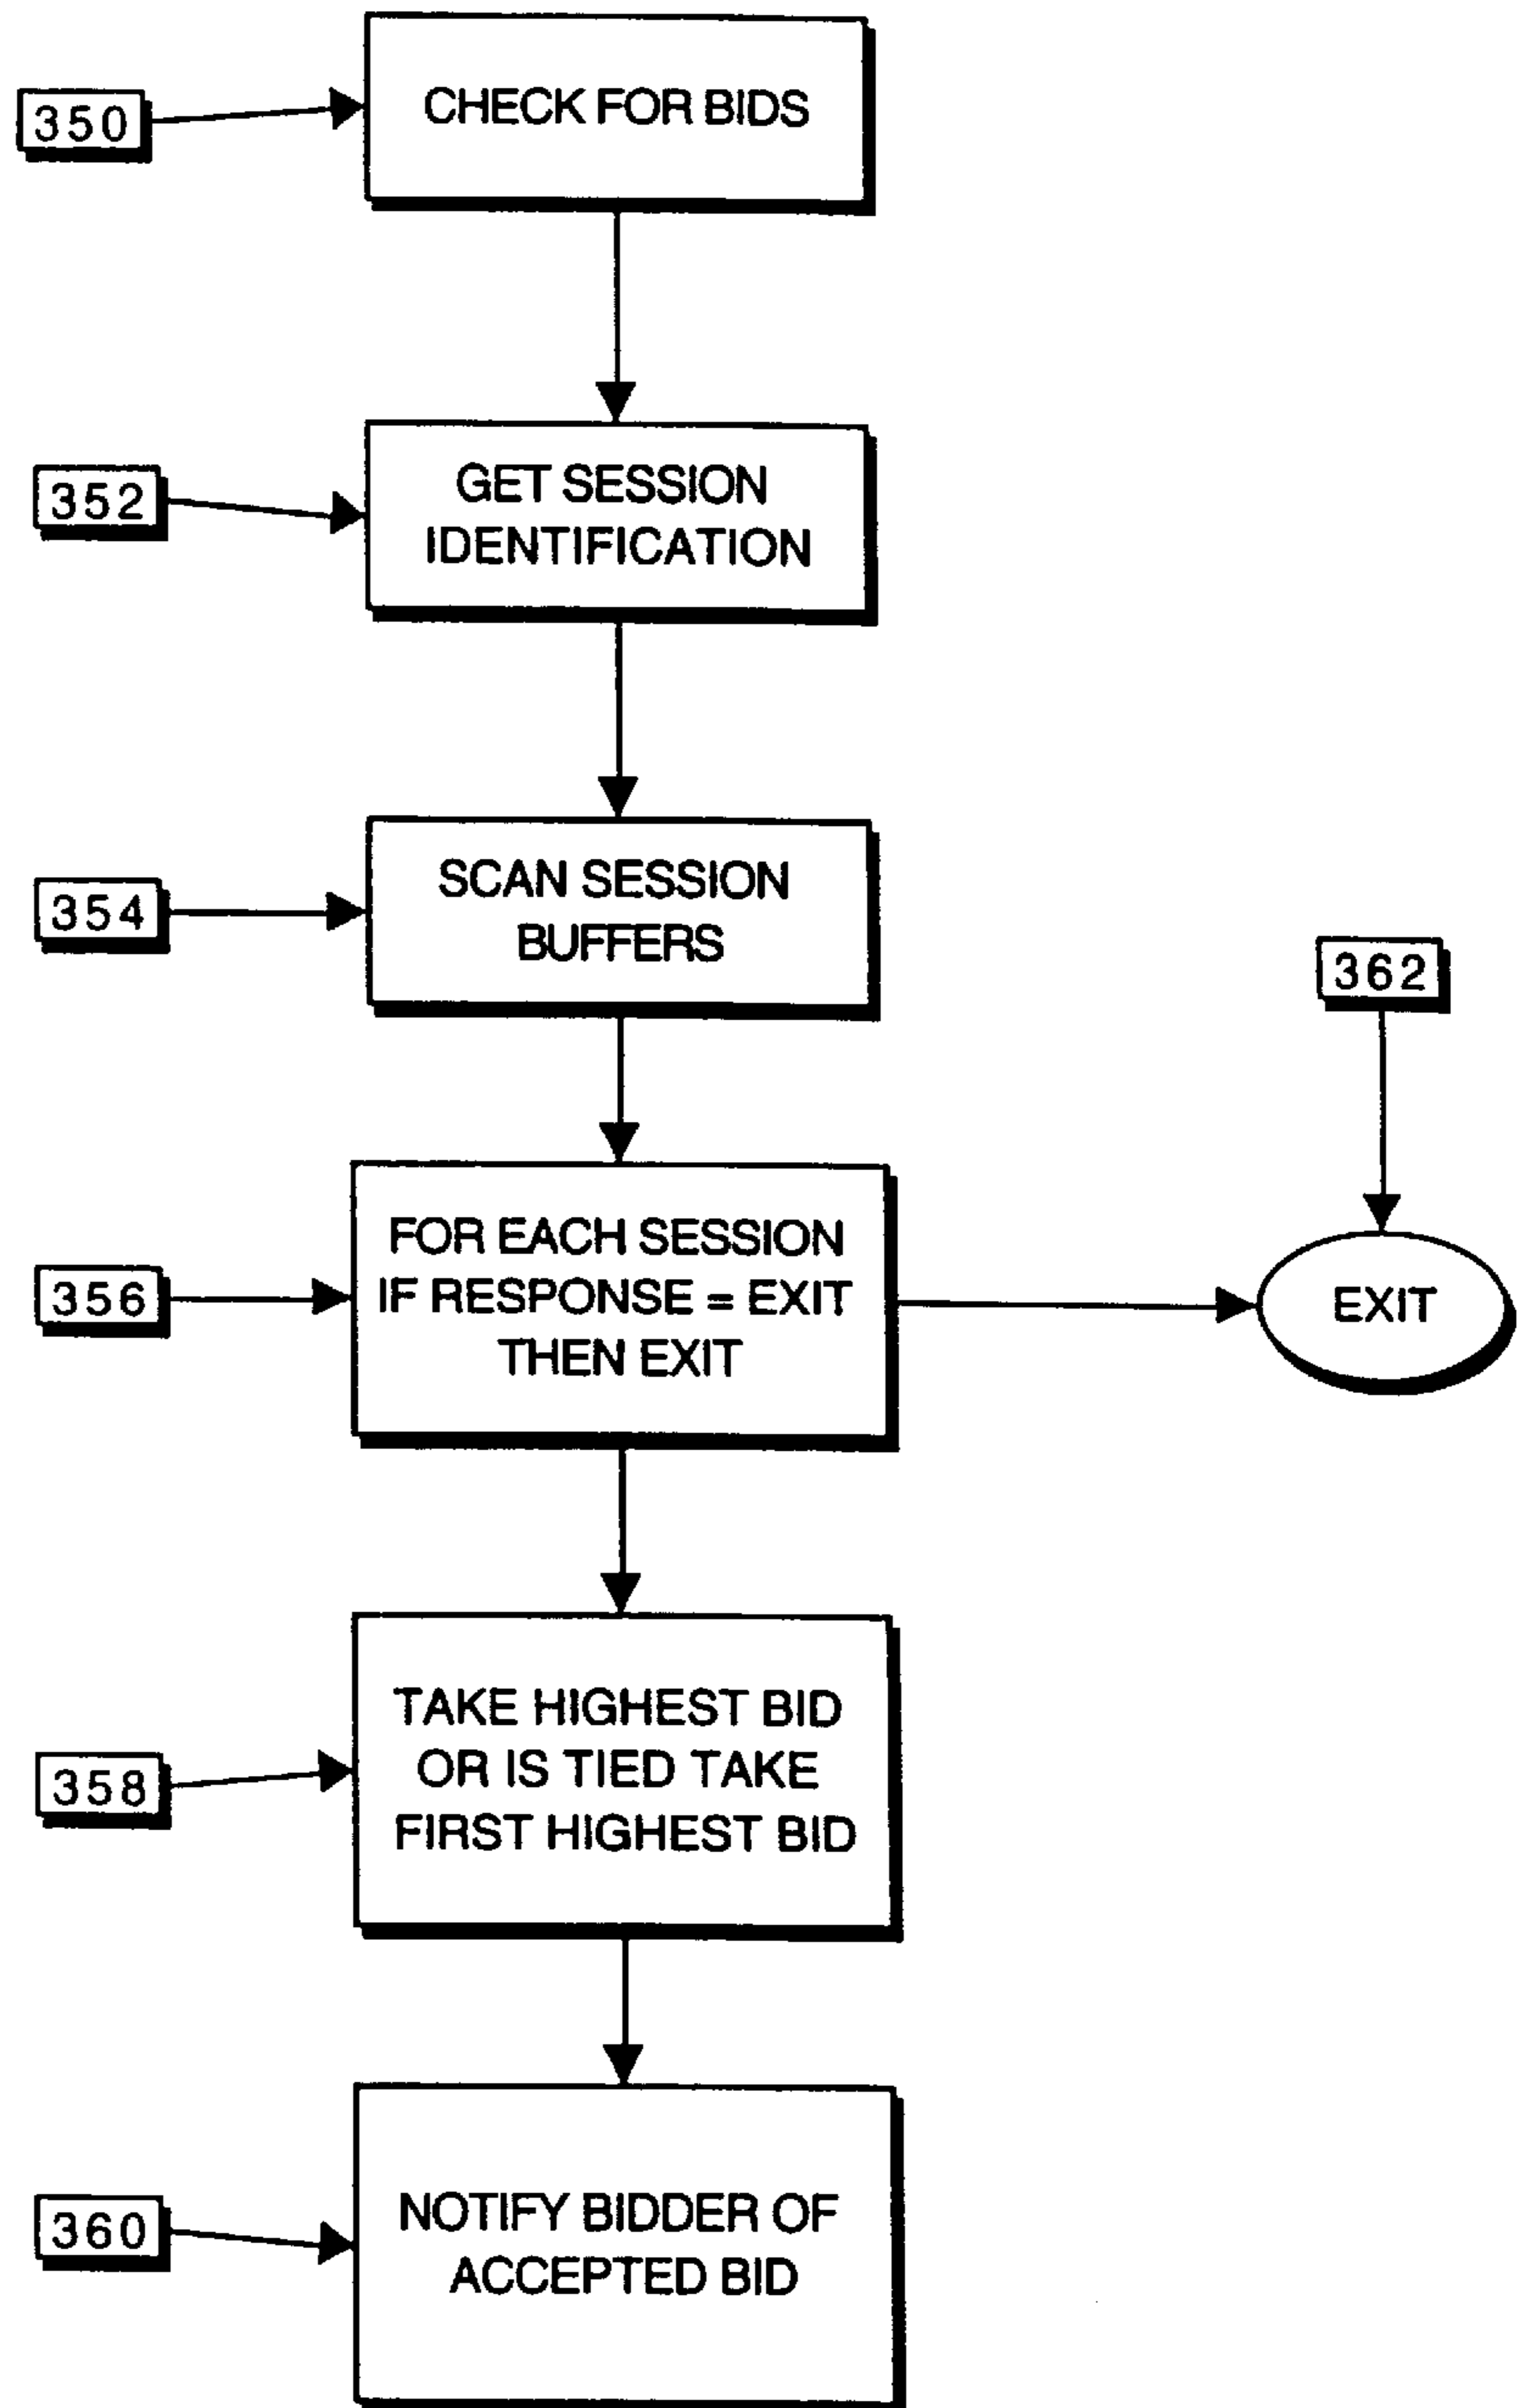 350
CHECK FOR BIDS
352
GET SESSION
IDENTIFICATION
354
SCAN SESSION
BUFFERS
362
356
FOR EACH SESSION
IF RESPONSE = EXIT
THEN EXIT
EXIT
358
TAKE HIGHEST BID
OR IS TIED TAKE
FIRST HIGHEST BID
360
NOTIFY BIDDER OF
ACCEPTED BID